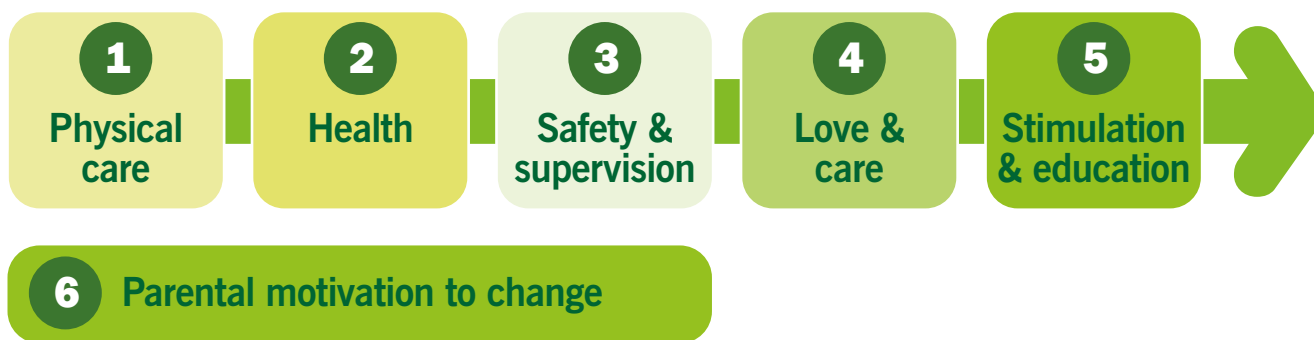 1
Physical
care
2
Health
3
Safety &
supervision
4
Love &
care
5
Stimulation
& education
6 Parental motivation to change